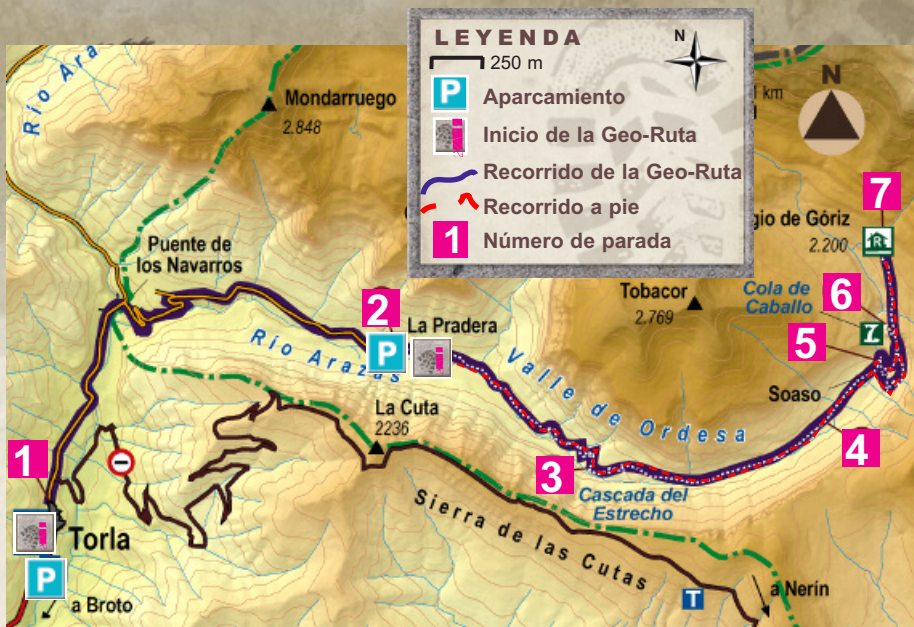 LEYENDA
N
250 m
P Aparcamiento
Inicio de la Geo-Ruta
Recorrido de la Geo-Ruta
Recorrido a pie
1 Número de parada
km
N
Río Ara
Mondarruego
2.848
7
gio de Góriz
R
2.200
Puente de
los Navarros
Tobacor
2.769
Cola de
Caballo
6
7
5
2
P
La Pradera
i
Río Arazas
Valle de Ordesa
Soaso
La Cuta
2236
4
3
Cascada del
Estrecho
1
i
Torla
P
a Broto
Sierra de las Cutas
T
a Nerín